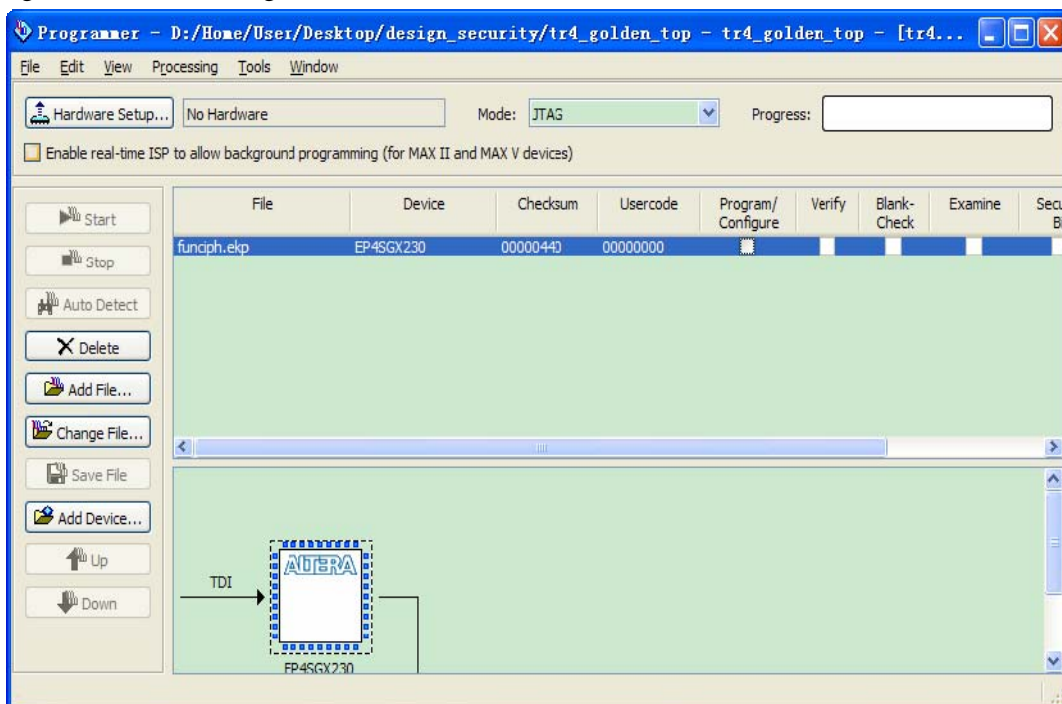 Programmer - D:/Home/User/Desktop/design_security/tr4_golden_top - tr4_golden_top - [tr4...
File Edit View Processing Tools Window
Hardware Setup... No Hardware Mode: JTAG Progress:
Enable real-time ISP to allow background programming (for MAX II and MAX V devices)
File Device Checksum Usercode Program/ Verify Blank- Examine Secu
Configure Check B
funciph.ekp EP4SGX230 00000440 00000000
Start
Stop
Auto Detect
Delete
Add File...
Change File...
Save File
Add Device...
Up
Down
ALTERA
TDI
EP4SGX230